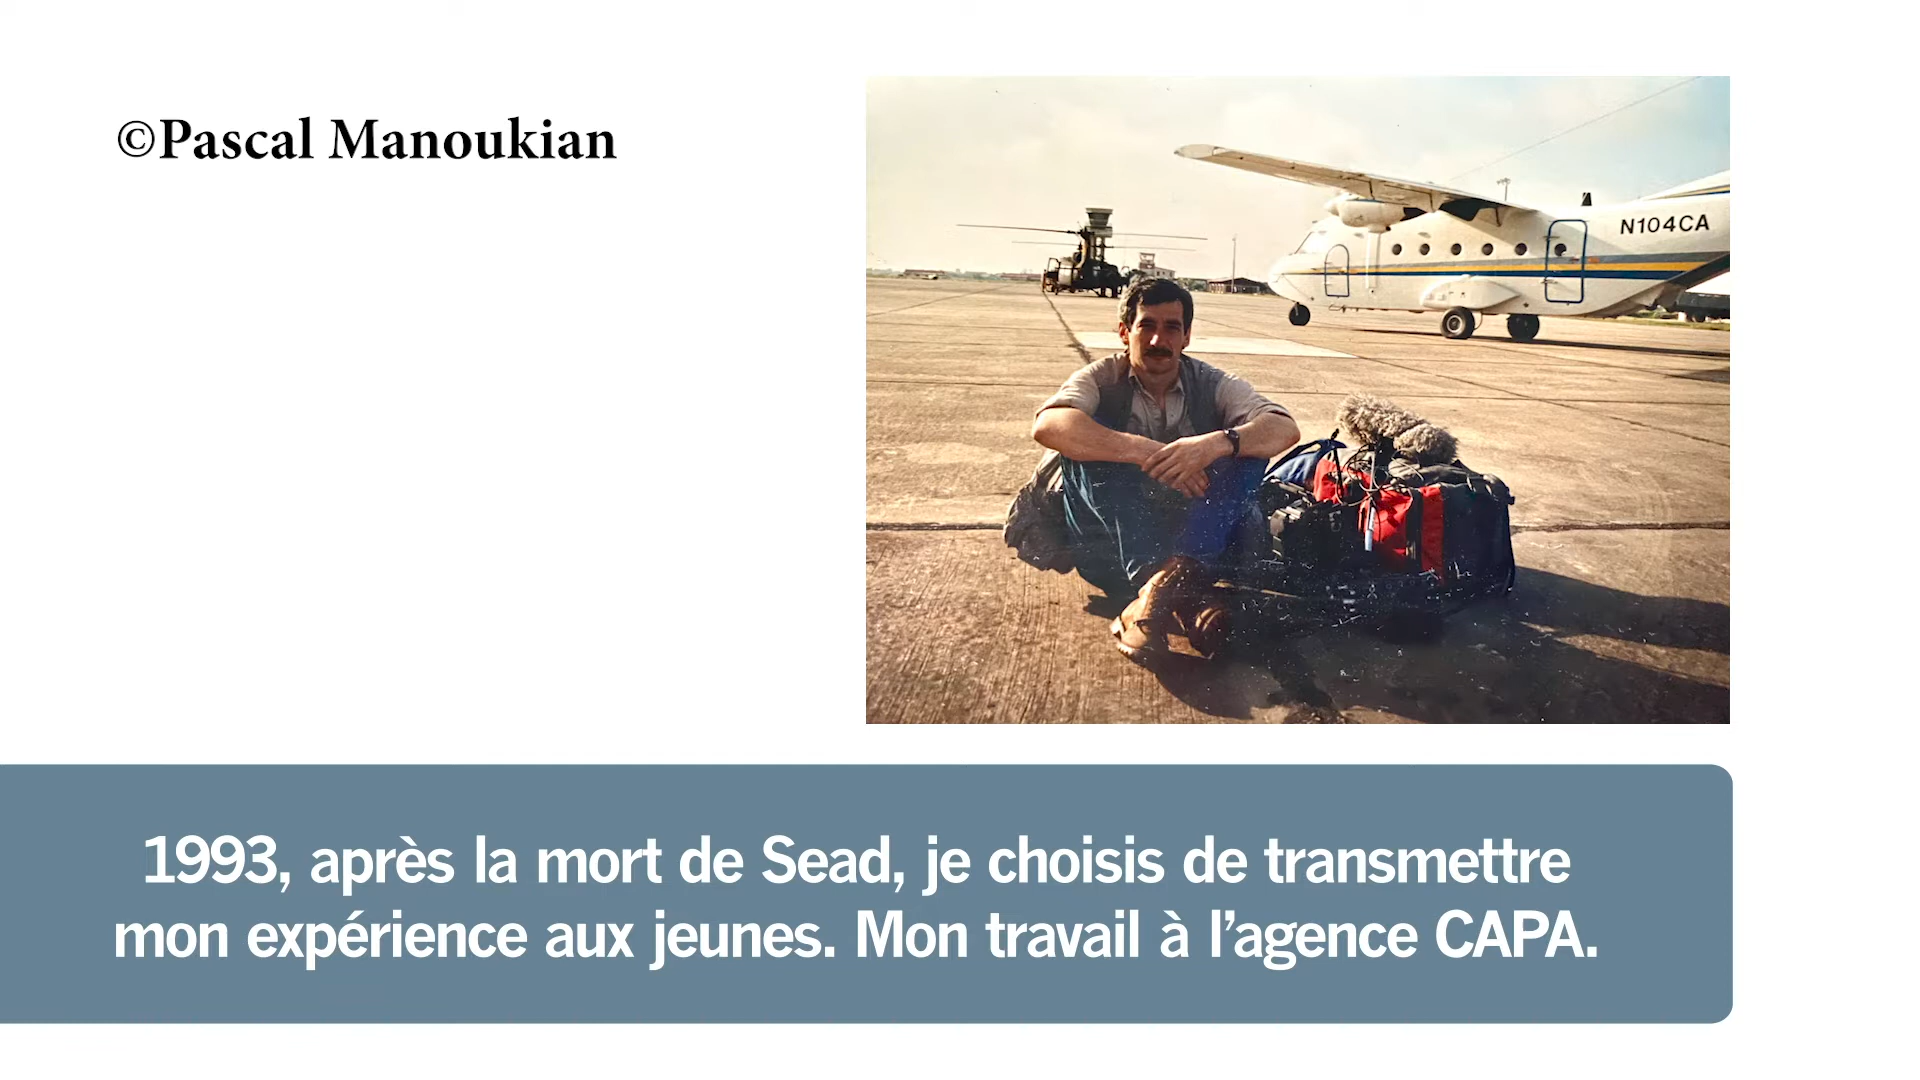 ©Pascal Manoukian
N104CA
1993, après la mort de Sead, je choisis de transmettre
mon expérience aux jeunes. Mon travail à l’agence CAPA.